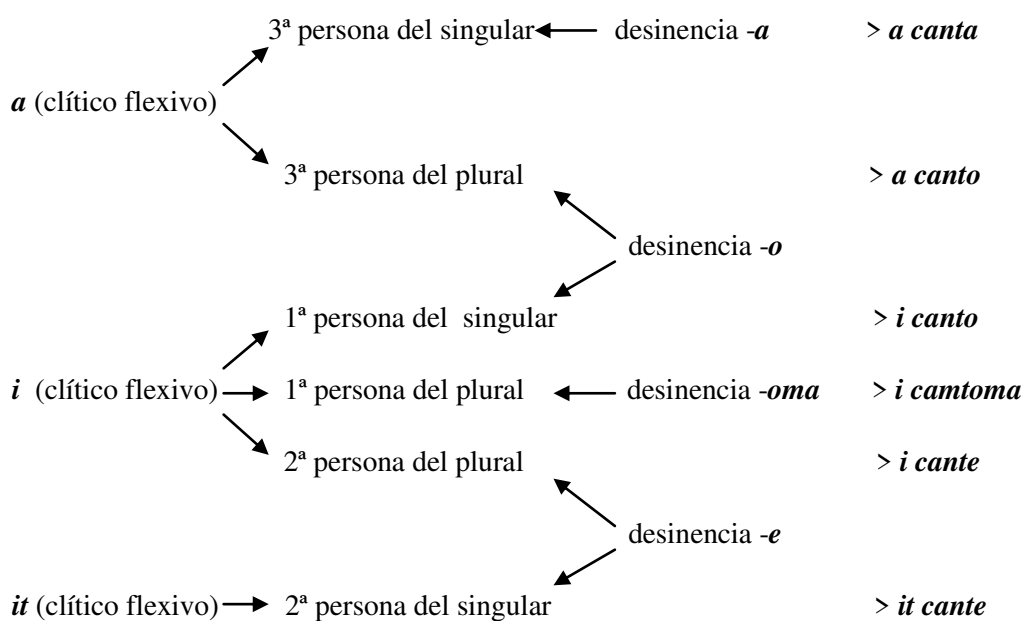 3ª persona del singular desinencia -a > a canta
a (clítico flexivo)
3ª persona del plural > a canto
desinencia -o
1ª persona del singular > i canto
i (clítico flexivo) 1ª persona del plural desinencia -oma > i camtoma
2ª persona del plural > i cante
desinencia -e
it (clítico flexivo) 2ª persona del singular > it cante